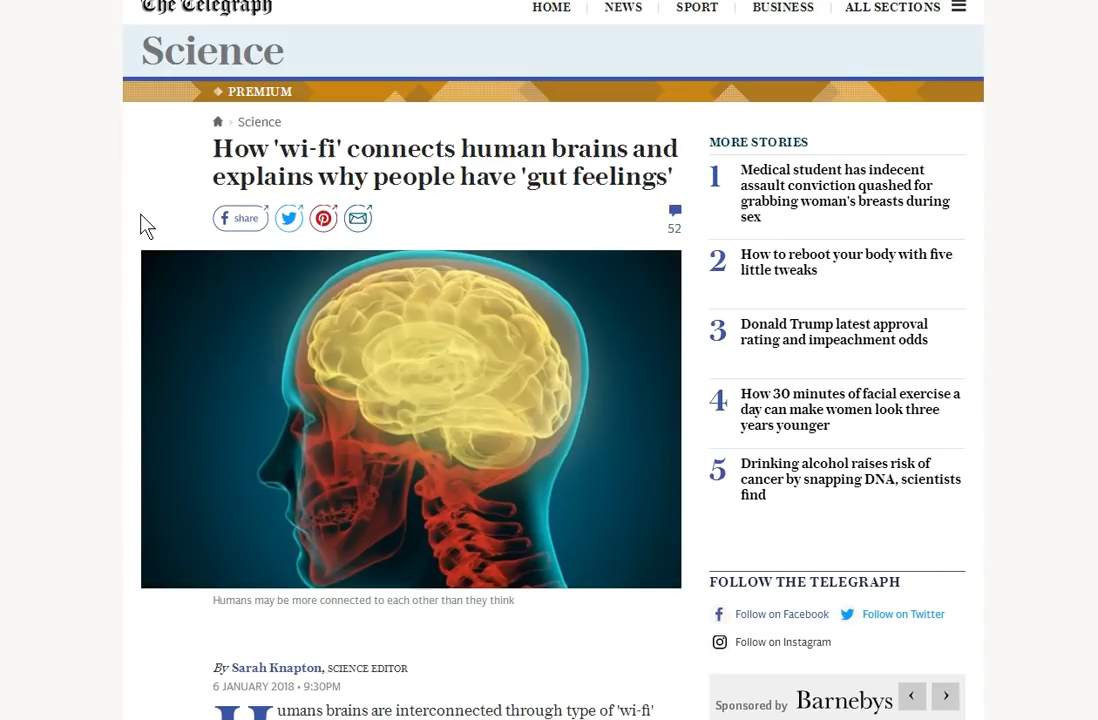 The Telegraph
HOME
NEWS
SPORT
BUSINESS
ALL SECTIONS
Science
PREMIUM
Science
How 'wi-fi' connects human brains and
explains why people have 'gut feelings'
share
52
Humans may be more connected to each other than they think
By Sarah Knapton, SCIENCE EDITOR
6 JANUARY 2018 • 9:30PM
Humans brains are interconnected through type of 'wi-fi'
MORE STORIES
1
Medical student has indecent
assault conviction quashed for
grabbing woman's breasts during
sex
2
How to reboot your body with five
little tweaks
3
Donald Trump latest approval
rating and impeachment odds
4
How 30 minutes of facial exercise a
day can make women look three
years younger
5
Drinking alcohol raises risk of
cancer by snapping DNA, scientists
find
FOLLOW THE TELEGRAPH
Follow on Facebook
Follow on Twitter
Follow on Instagram
Sponsored by Barnebys